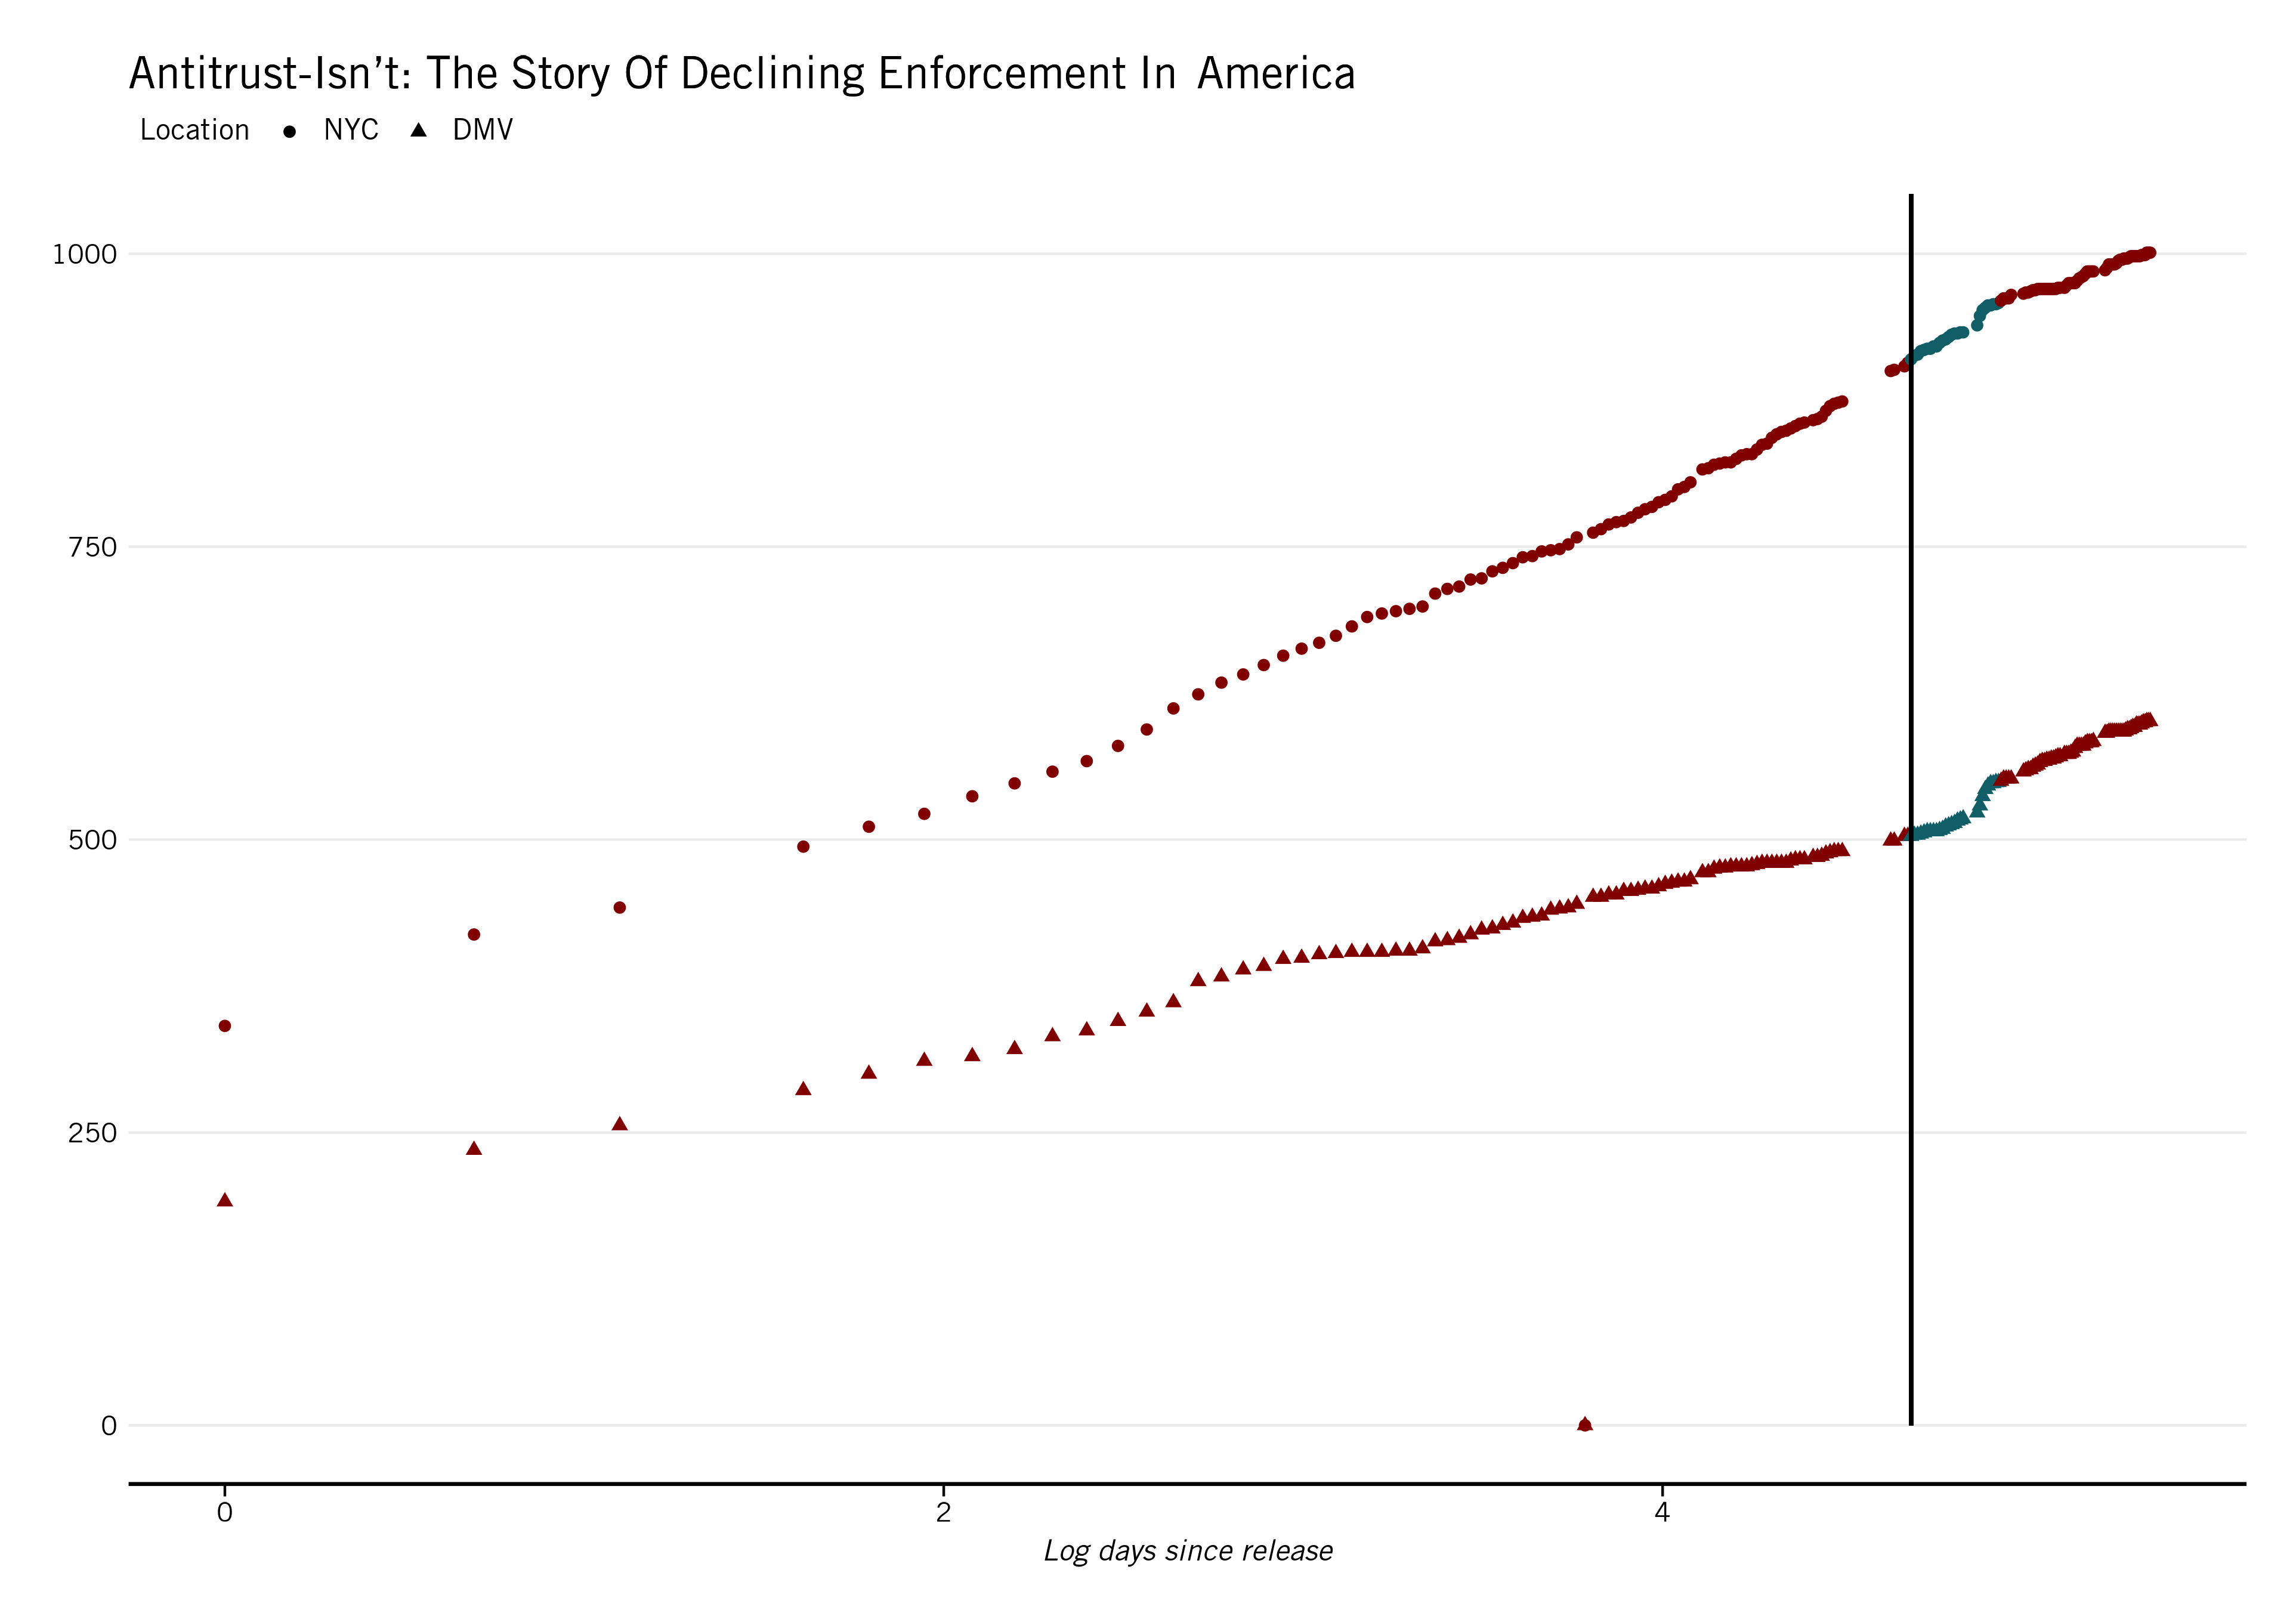 Antitrust-Isn’t: The Story Of Declining Enforcement In America
Location NYC DMV
1000
750
500
250
0
0 2 4
Log days since release